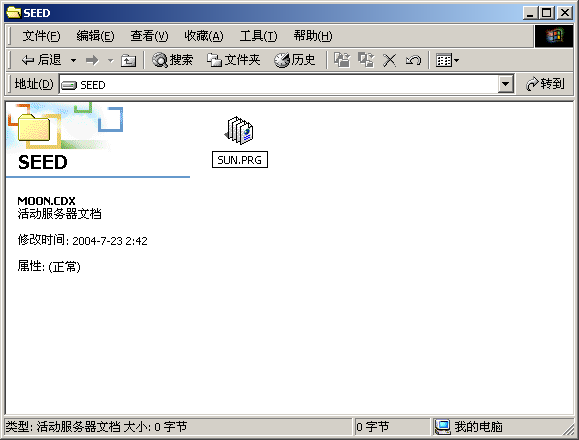 SEED
文件(F) 编辑(E) 查看(V) 收藏(A) 工具(T) 帮助(H)
后退 搜索 文件夹 历史
地址(D) SEED 转到
SEED
SUN.PRG
MOON.CDX
活动服务器文档
修改时间: 2004-7-23 2:42
属性: (正常)
类型: 活动服务器文档 大小: 0 字节 0 字节 我的电脑